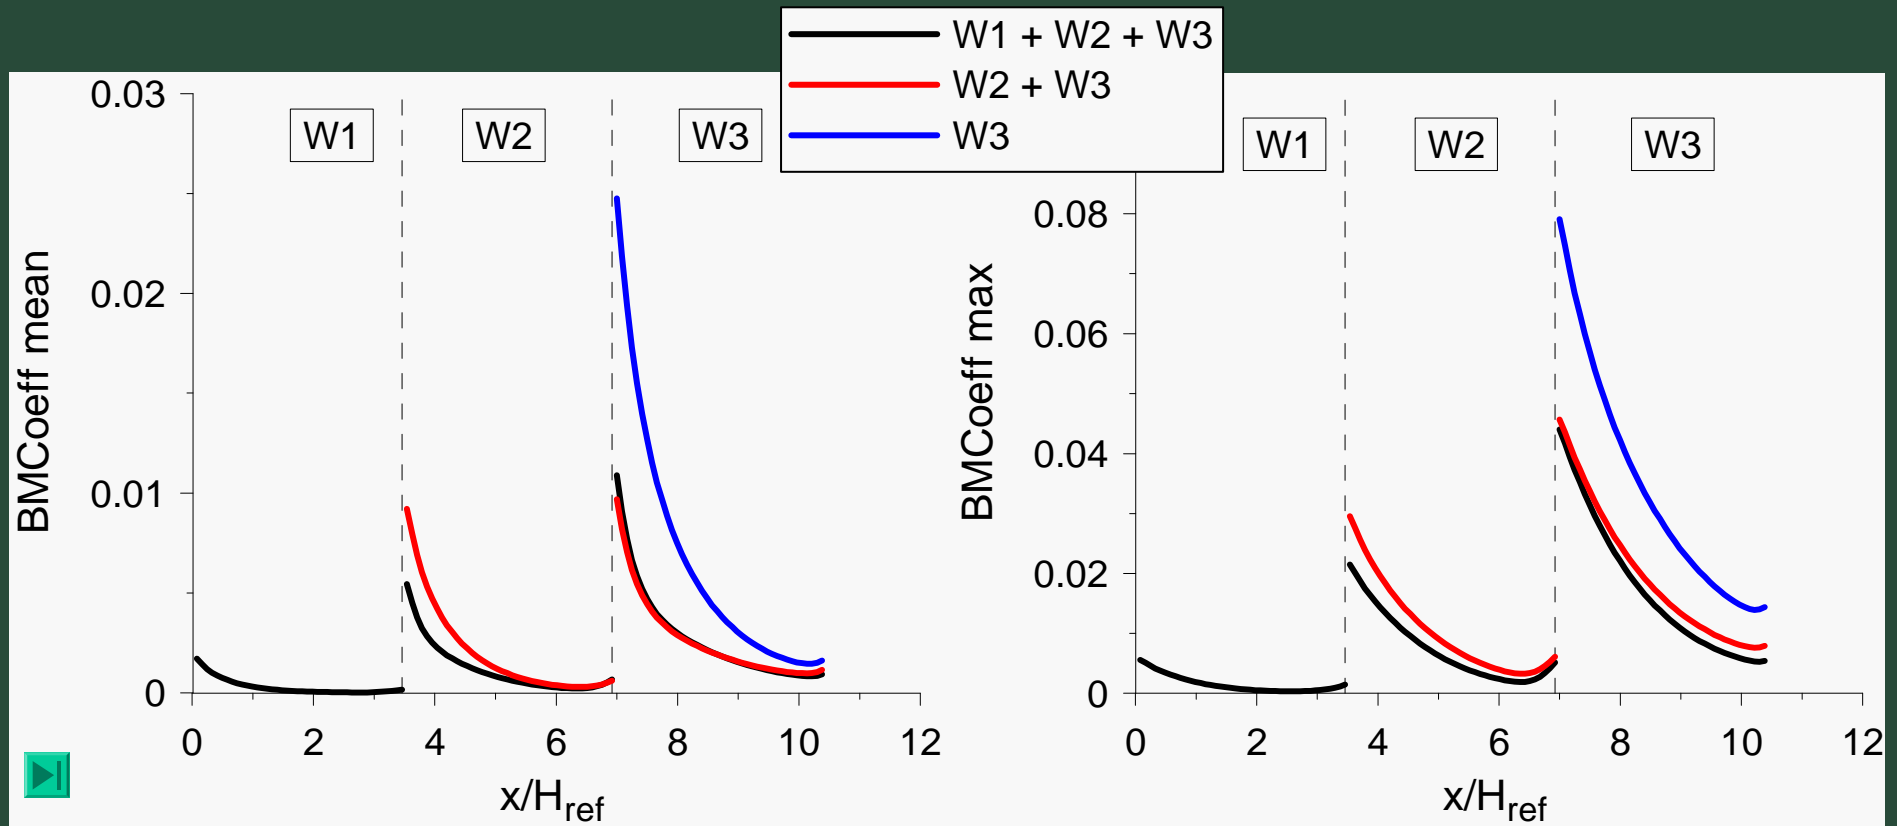 W1 + W2 + W3
W2 + W3
W3
0.03
0.02
0.01
0
BMCoeff mean
W1
W2
W3
0 2 4 6 8 10 12
x/Href
0.08
0.06
0.04
0.02
0
BMCoeff max
W1
W2
W3
0 2 4 6 8 10 12
x/Href